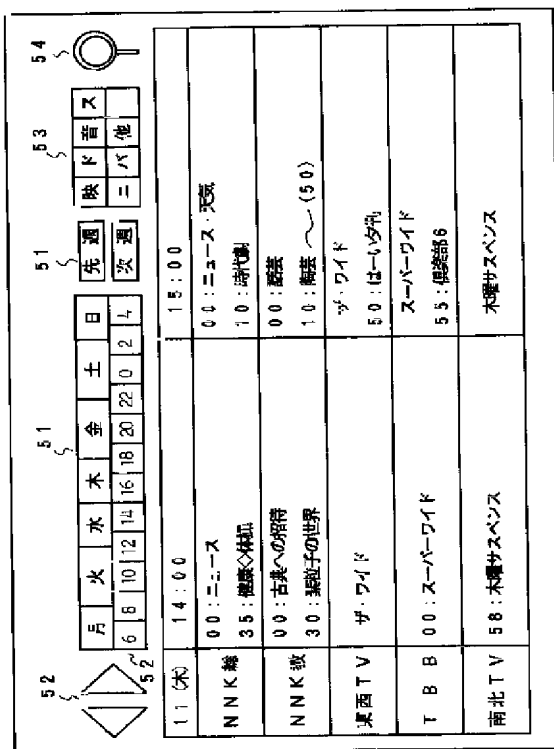 52 51 51 53 54
月 火 水 木 金 土 日 先週 映 ド 音 ス
6 8 10 12 14 16 18 20 22 0 2 4 次週 ニ バ 他
52
11(木) 14:00 15:00
NNK総 00:ニュース 00:ニュース・天気
35:健康◇体操 10:時代劇
NNK教 00:古典への招待 00:話芸
30:素粒子の世界 10:陶芸 〜(50)
東西TV ザ・ワイド ザ・ワイド
50:はーい夕刊
TBB 00:スーパーワイド スーパーワイド
55:倶楽部6
南北TV 58:木曜サスペンス 木曜サスペンス